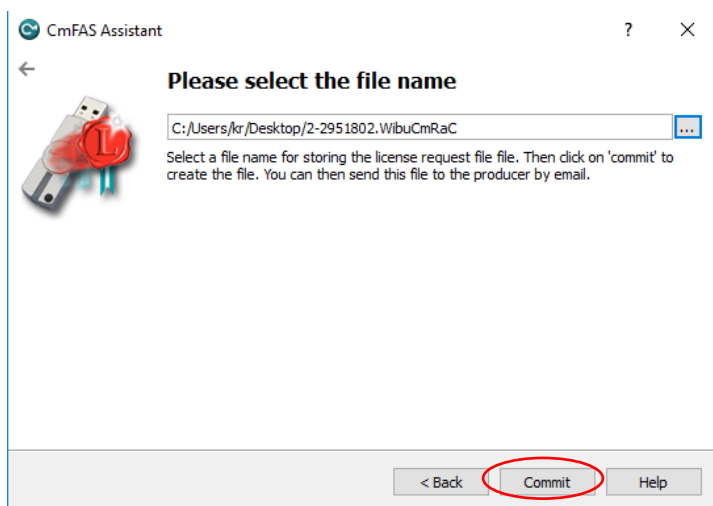 CmFAS Assistant
?
Please select the file name
C:/Users/kr/Desktop/2-2951802.WibuCmRaC
...
Select a file name for storing the license request file file. Then click on 'commit' to
create the file. You can then send this file to the producer by email.
L
< Back
Commit
Help